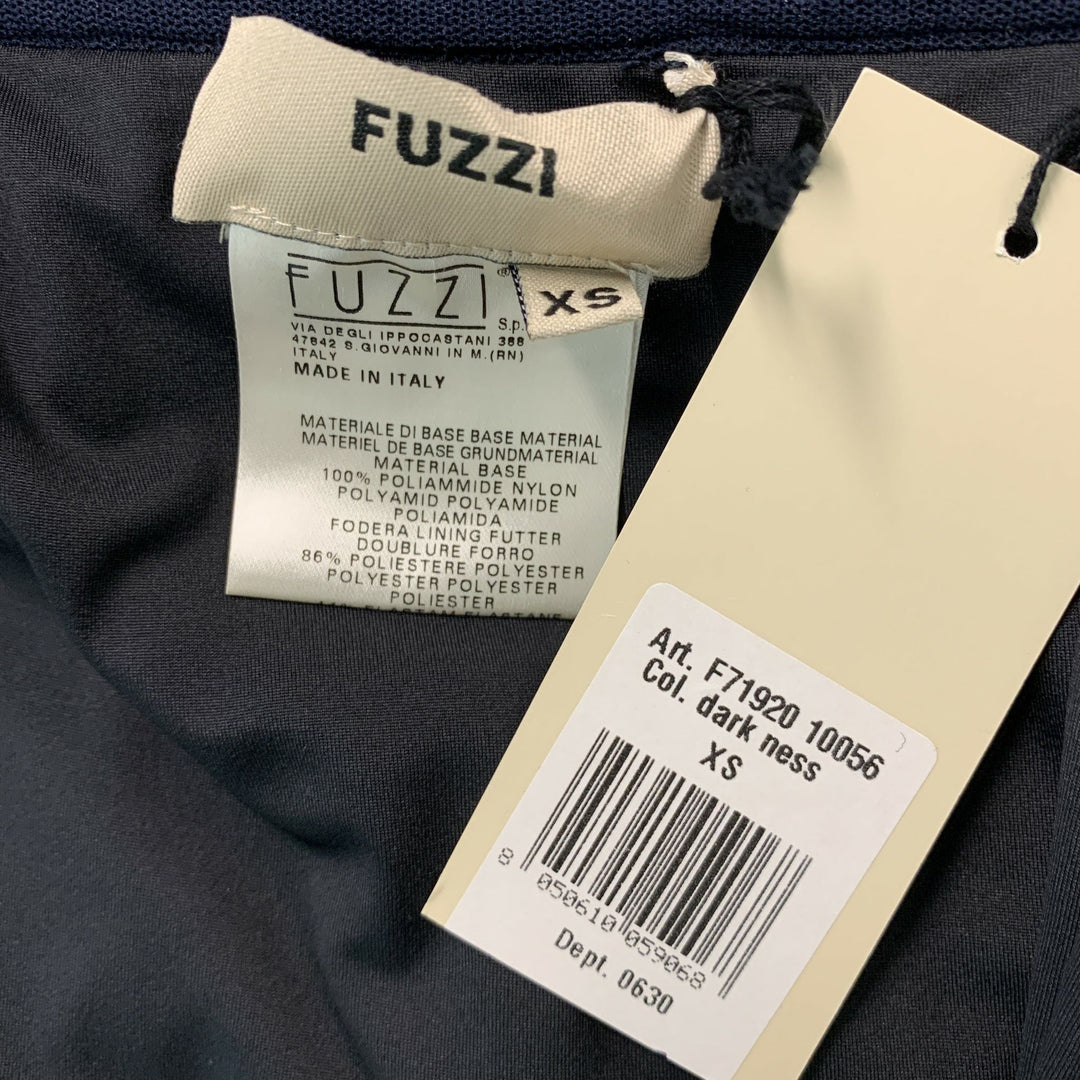 FUZZI
FUZZI®
XS
S.p.
VIA DEGLI IPPOCASTANI 388
47842 S.GIOVANNI IN M.(RN)
ITALY
MADE IN ITALY
MATERIALE DI BASE BASE MATERIAL
MATERIEL DE BASE GRUNDMATERIAL
MATERIAL BASE
100% POLIAMMIDE NYLON
POLYAMID POLYAMIDE
POLIAMIDA
FODERA LINING FUTTER
DOUBLURE FORRO
86% POLIESTERE POLYESTER
POLYESTER POLYESTER
POLIESTER
Art. F71920 10056
Col. dark ness
XS
8 050610 059068
Dept. 0630